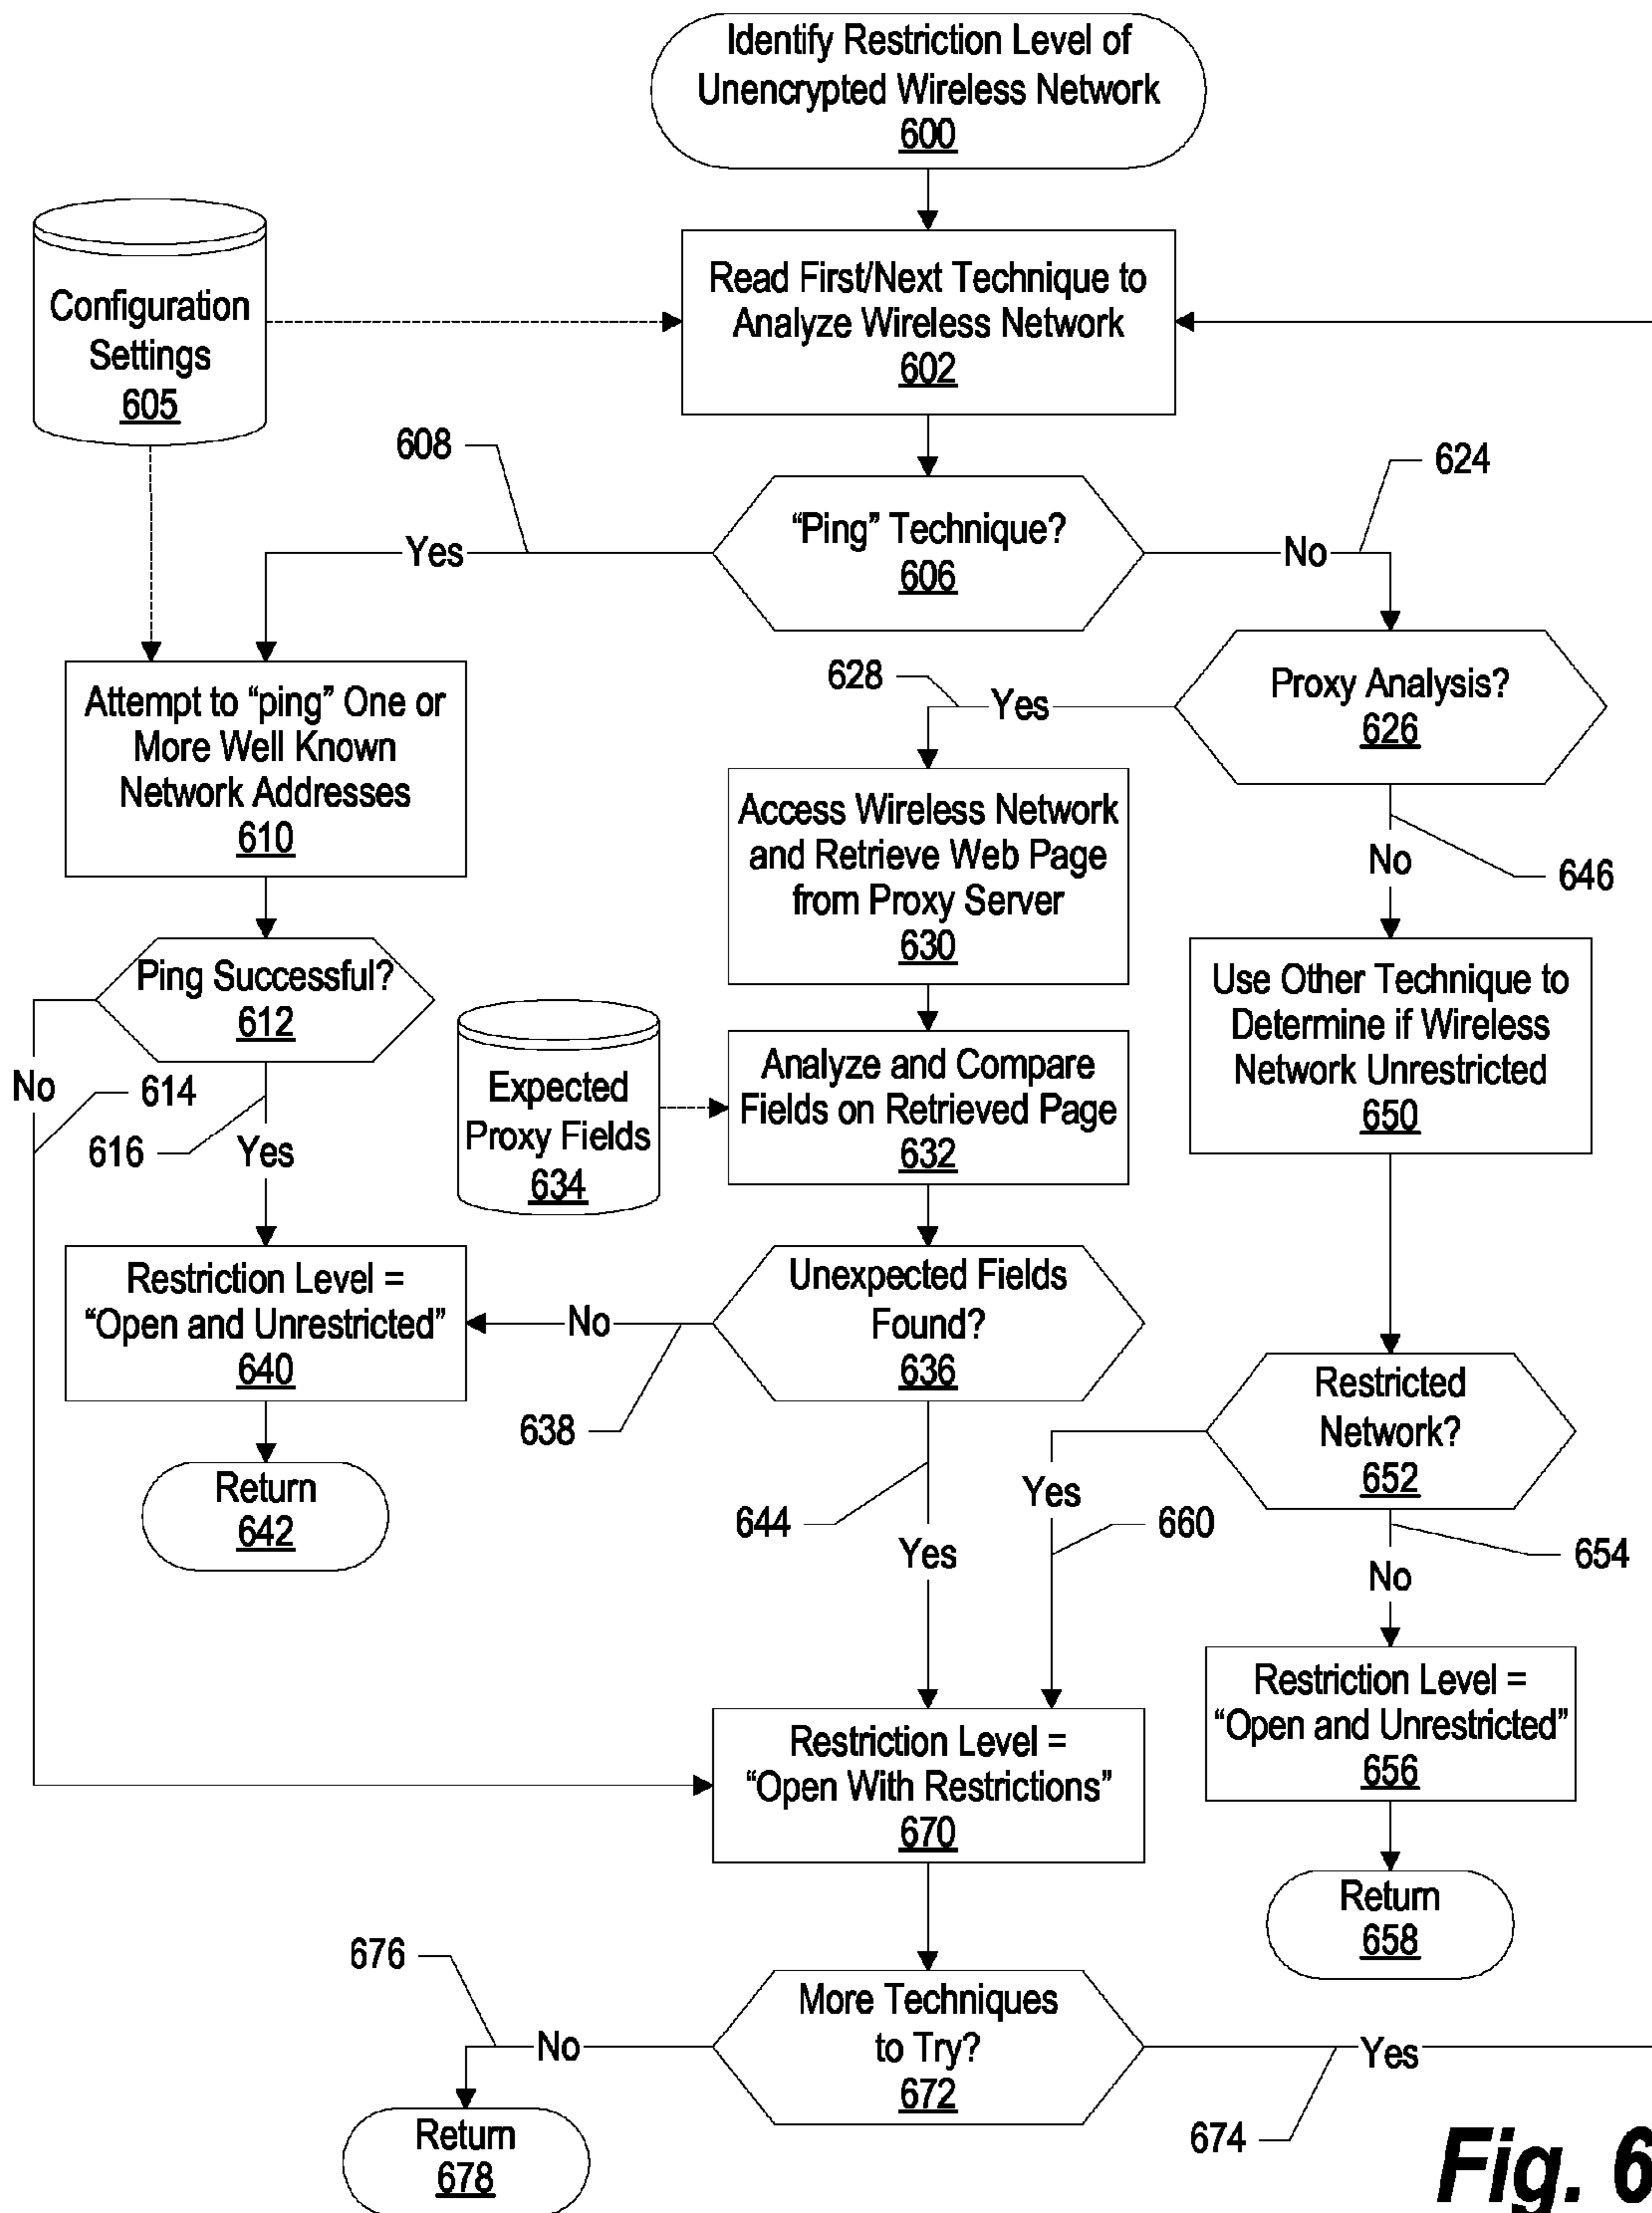 Identify Restriction Level of
Unencrypted Wireless Network
600
Configuration
Settings
605
Read First/Next Technique to
Analyze Wireless Network
602
608
624
“Ping” Technique?
606
Yes
No
628
Yes
Proxy Analysis?
626
Attempt to “ping” One or
More Well Known
Network Addresses
610
Access Wireless Network
and Retrieve Web Page
from Proxy Server
630
No
646
Ping Successful?
612
Use Other Technique to
Determine if Wireless
Network Unrestricted
650
No
614
616
Yes
Expected
Proxy Fields
634
Analyze and Compare
Fields on Retrieved Page
632
Restriction Level =
“Open and Unrestricted”
640
No
638
Unexpected Fields
Found?
636
Restricted
Network?
652
Return
642
644
Yes
Yes
660
654
No
Restriction Level =
“Open and Unrestricted”
656
Restriction Level =
“Open With Restrictions”
670
Return
658
676
No
More Techniques
to Try?
672
Yes
674
Return
678
Fig. 6